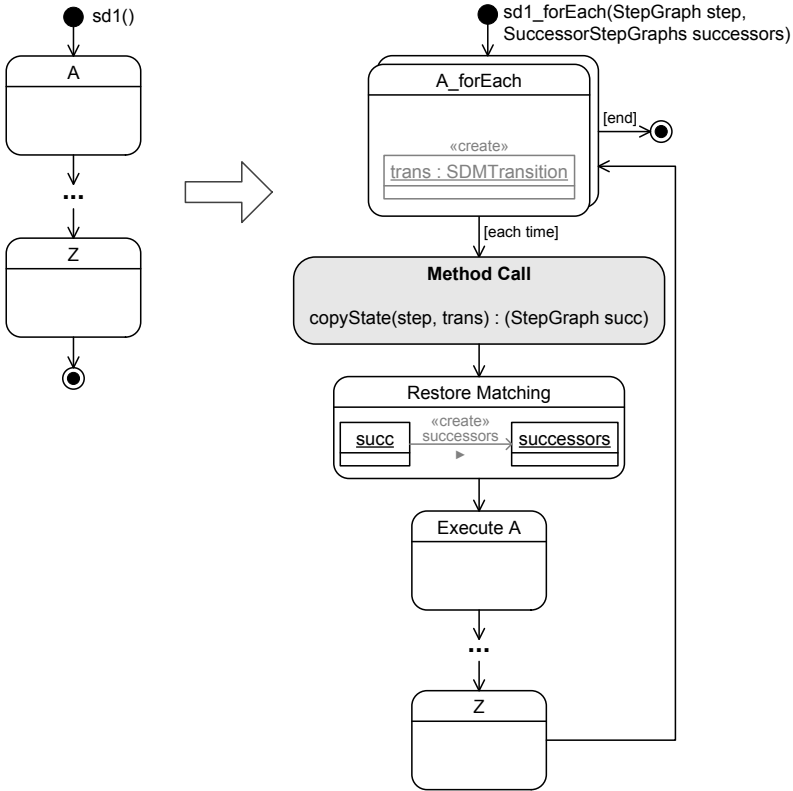 sd1()
A
...
Z
sd1_forEach(StepGraph step,
SuccessorStepGraphs successors)
A_forEach
«create»
trans : SDMTransition
[end]
[each time]
Method Call
copyState(step, trans) : (StepGraph succ)
Restore Matching
succ
«create»
successors
►
successors
Execute A
...
Z